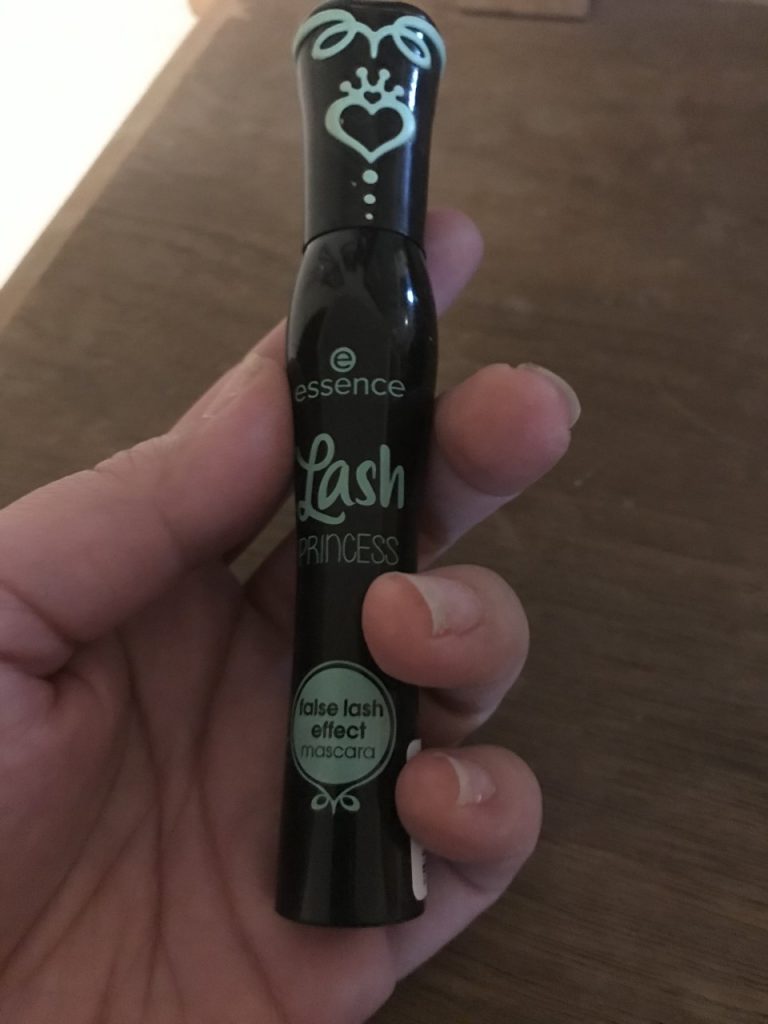 e
essence
Lash
PRINCESS
false lash
effect
mascara